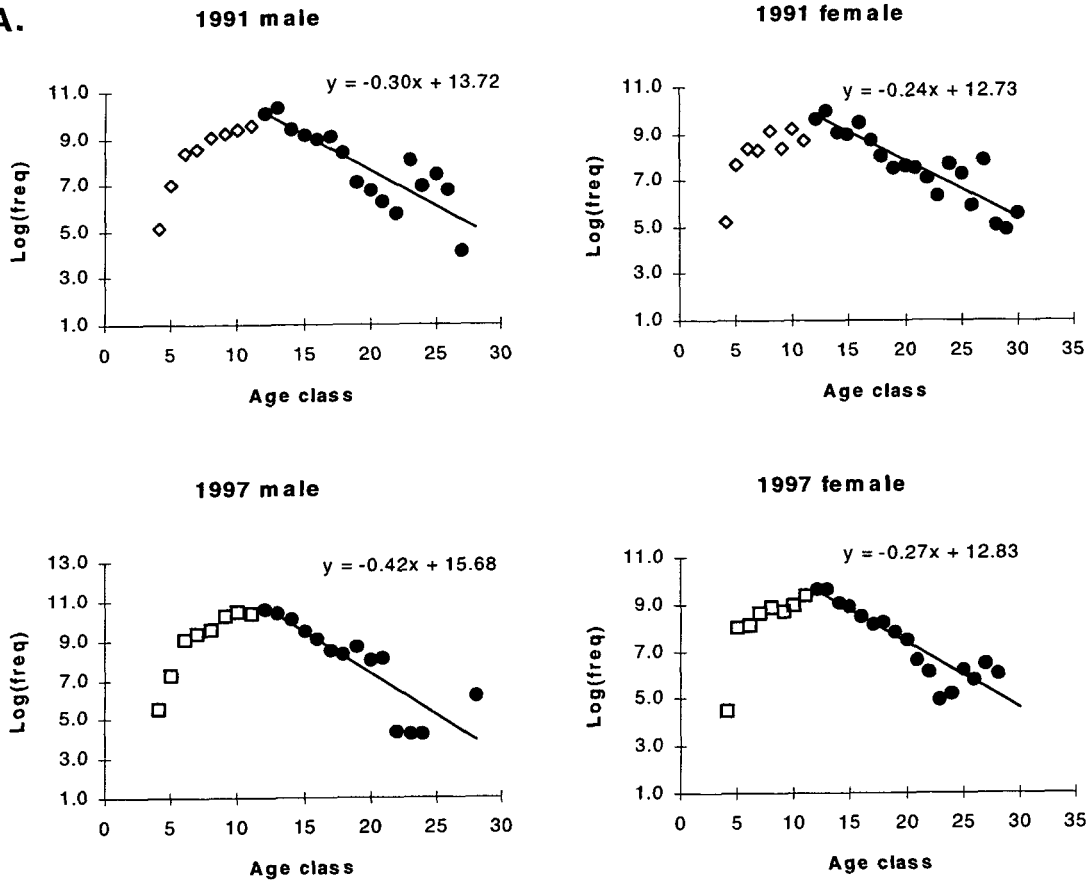 A.
1991 male
y = -0.30x + 13.72
11.0
9.0
7.0
5.0
3.0
1.0
Log(freq)
0 5 10 15 20 25 30
Age class
1991 female
y = -0.24x + 12.73
11.0
9.0
7.0
5.0
3.0
1.0
Log(freq)
0 5 10 15 20 25 30 35
Age class
1997 male
y = -0.42x + 15.68
13.0
11.0
9.0
7.0
5.0
3.0
1.0
Log(freq)
0 5 10 15 20 25 30
Age class
1997 female
y = -0.27x + 12.83
11.0
9.0
7.0
5.0
3.0
1.0
Log(freq)
0 5 10 15 20 25 30 35
Age class